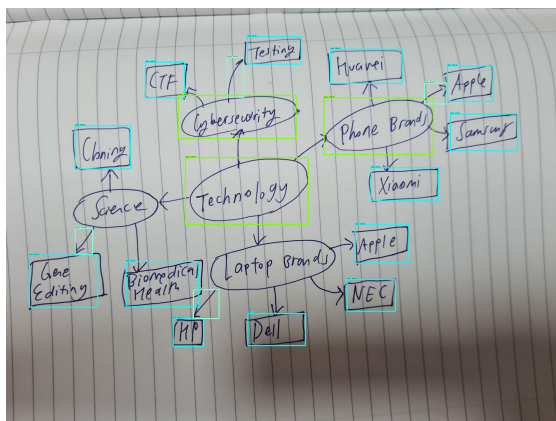 Testing
CTF
Huawei
Apple
Cybersecurity
Phone Brands
Samsung
Cloning
Xiaomi
Technology
Science
Apple
Laptop Brands
Gene
Editing
Biomedical
Health
NEC
HP
Dell